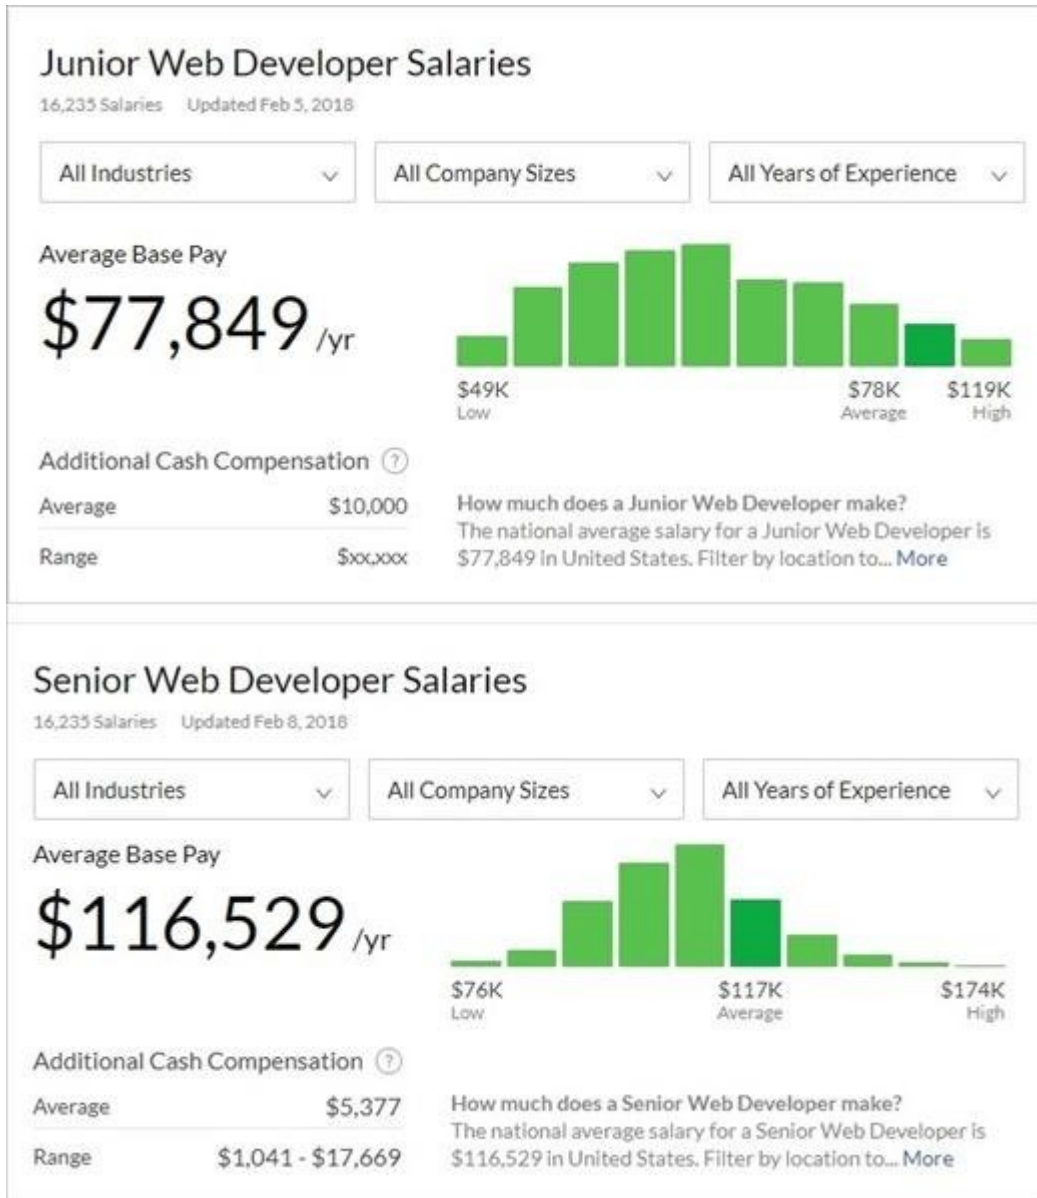 Junior Web Developer Salaries
16,235 Salaries Updated Feb 5, 2018
All Industries All Company Sizes All Years of Experience
Average Base Pay
$77,849 /yr
$49K $78K $119K
Low Average High
Additional Cash Compensation ?
Average $10,000
Range $xx,xxx
How much does a Junior Web Developer make?
The national average salary for a Junior Web Developer is
$77,849 in United States. Filter by location to... More
Senior Web Developer Salaries
16,235 Salaries Updated Feb 8, 2018
All Industries All Company Sizes All Years of Experience
Average Base Pay
$116,529 /yr
$76K $117K $174K
Low Average High
Additional Cash Compensation ?
Average $5,377
Range $1,041 - $17,669
How much does a Senior Web Developer make?
The national average salary for a Senior Web Developer is
$116,529 in United States. Filter by location to... More